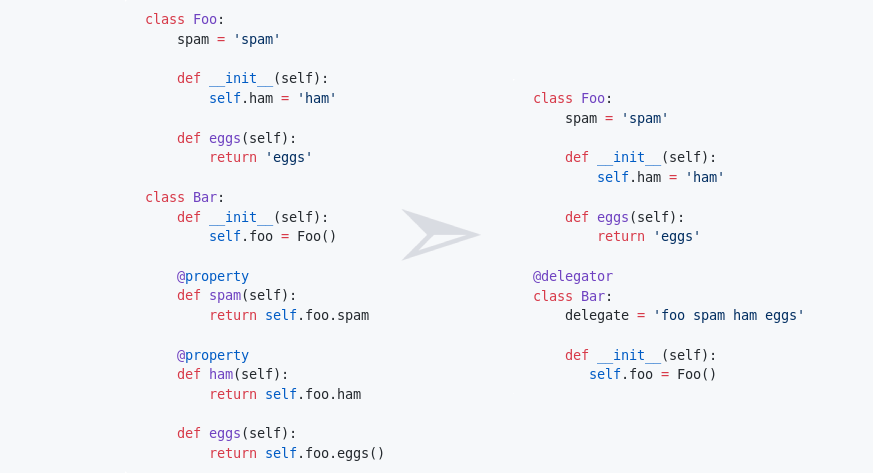 class Foo:
    spam = 'spam'

    def __init__(self):
        self.ham = 'ham'

    def eggs(self):
        return 'eggs'

class Bar:
    def __init__(self):
        self.foo = Foo()

    @property
    def spam(self):
        return self.foo.spam

    @property
    def ham(self):
        return self.foo.ham

    def eggs(self):
        return self.foo.eggs()

class Foo:
    spam = 'spam'

    def __init__(self):
        self.ham = 'ham'

    def eggs(self):
        return 'eggs'

@delegator
class Bar:
    delegate = 'foo spam ham eggs'

    def __init__(self):
       self.foo = Foo()